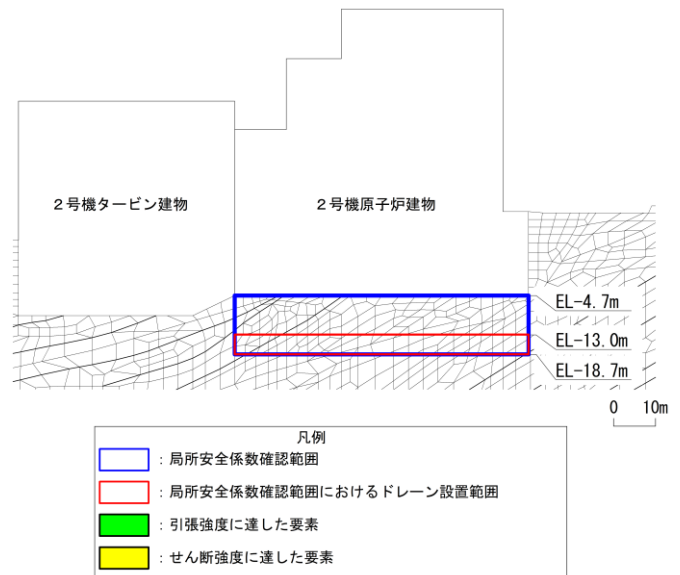 2号機タービン建物
2号機原子炉建物
EL-4.7m
EL-13.0m
EL-18.7m
0 10m
凡例
：局所安全係数確認範囲
：局所安全係数確認範囲におけるドレーン設置範囲
：引張強度に達した要素
：せん断強度に達した要素